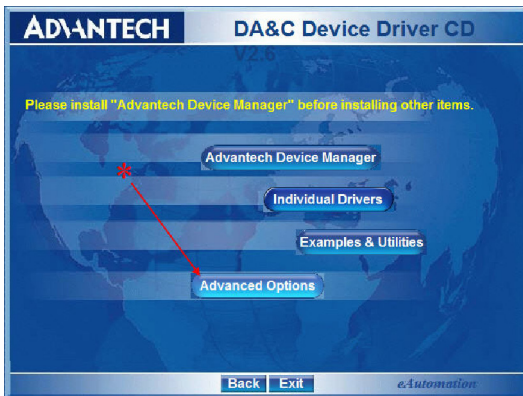 ADVANTECH
DA&C Device Driver CD
V2.6
Please install "Advantech Device Manager" before installing other items.
*
Advantech Device Manager
Individual Drivers
Examples & Utilities
Advanced Options
Back Exit
eAutomation